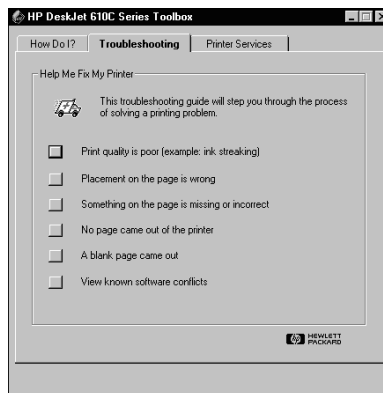 HP DeskJet 610C Series Toolbox
How Do I? Troubleshooting Printer Services
Help Me Fix My Printer
This troubleshooting guide will step you through the process
of solving a printing problem.
Print quality is poor (example: ink streaking)
Placement on the page is wrong
Something on the page is missing or incorrect
No page came out of the printer
A blank page came out
View known software conflicts
hp HEWLETT
PACKARD